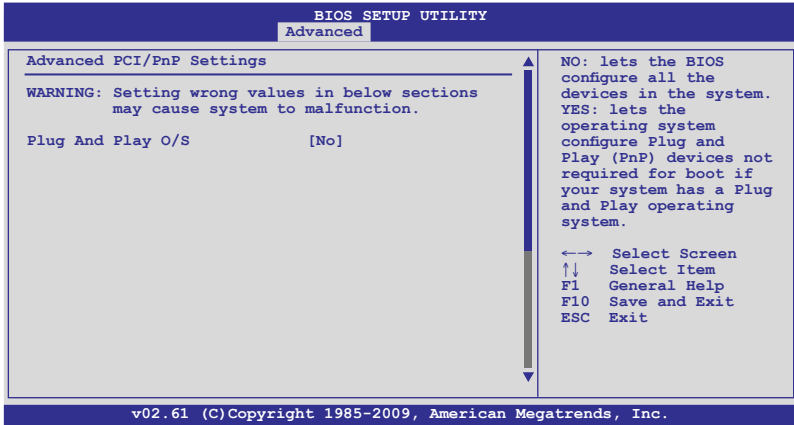 BIOS SETUP UTILITY
Advanced
Advanced PCI/PnP Settings
WARNING: Setting wrong values in below sections
may cause system to malfunction.
Plug And Play O/S [No]
NO: lets the BIOS
configure all the
devices in the system.
YES: lets the
operating system
configure Plug and
Play (PnP) devices not
required for boot if
your system has a Plug
and Play operating
system.
←→ Select Screen
↑↓ Select Item
F1 General Help
F10 Save and Exit
ESC Exit
v02.61 (C)Copyright 1985-2009, American Megatrends, Inc.